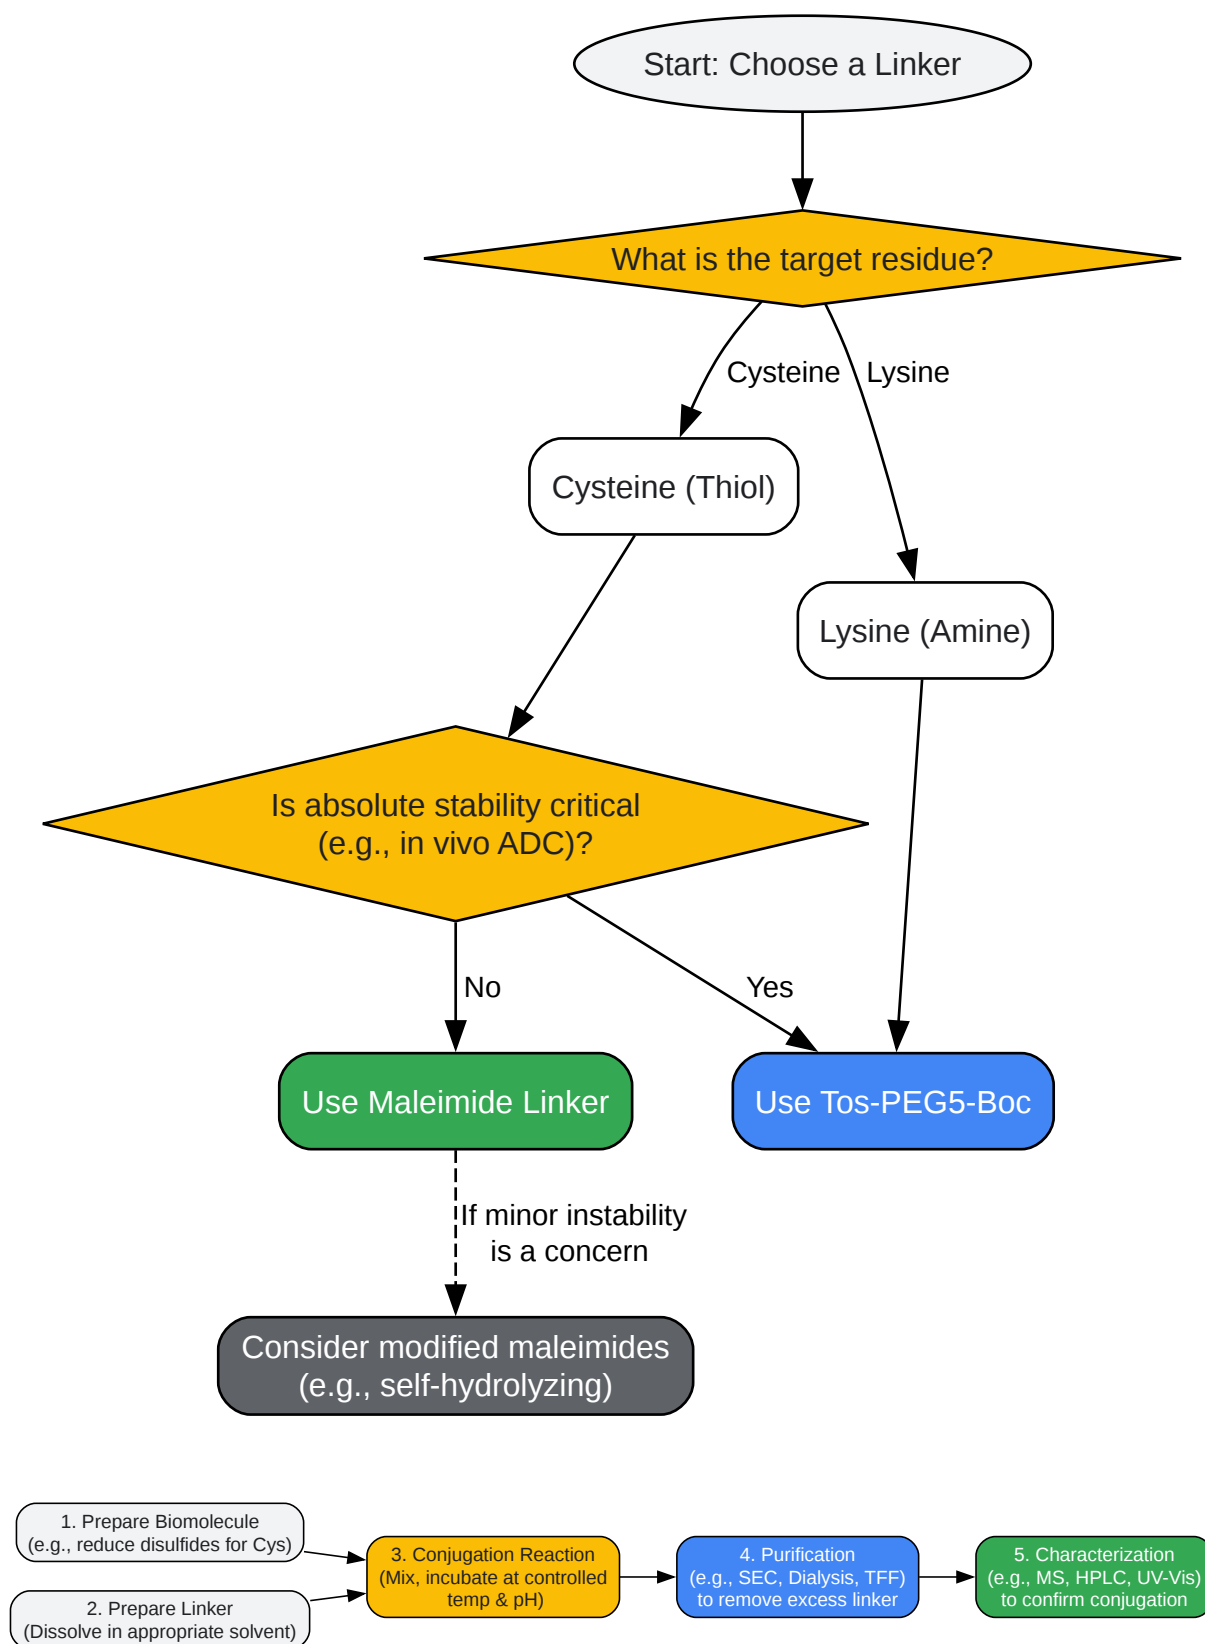 Start: Choose a Linker
What is the target residue?
Cysteine
Lysine
Cysteine (Thiol)
Lysine (Amine)
Is absolute stability critical
(e.g., in vivo ADC)?
No
Yes
Use Maleimide Linker
Use Tos-PEG5-Boc
If minor instability
is a concern
Consider modified maleimides
(e.g., self-hydrolyzing)
1. Prepare Biomolecule
(e.g., reduce disulfides for Cys)
2. Prepare Linker
(Dissolve in appropriate solvent)
3. Conjugation Reaction
(Mix, incubate at controlled
temp & pH)
4. Purification
(e.g., SEC, Dialysis, TFF)
to remove excess linker
5. Characterization
(e.g., MS, HPLC, UV-Vis)
to confirm conjugation